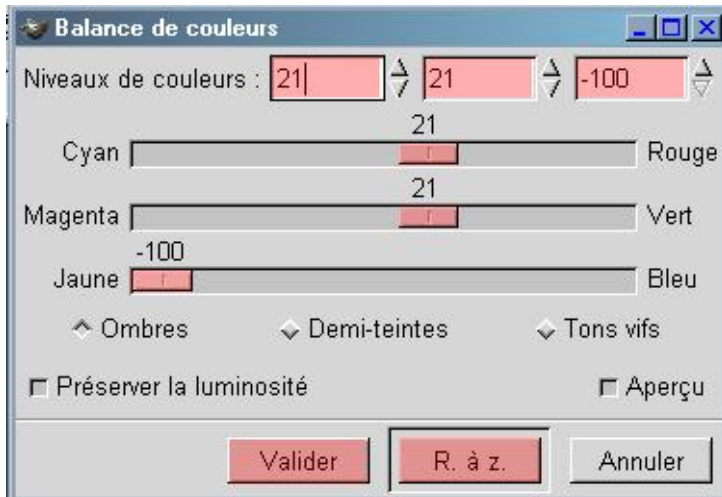 Balance de couleurs
Niveaux de couleurs : 21 21 -100
21
Cyan Rouge
21
Magenta Vert
-100
Jaune Bleu
Ombres Demi-teintes Tons vifs
Préserver la luminosité Aperçu
Valider R. à z. Annuler